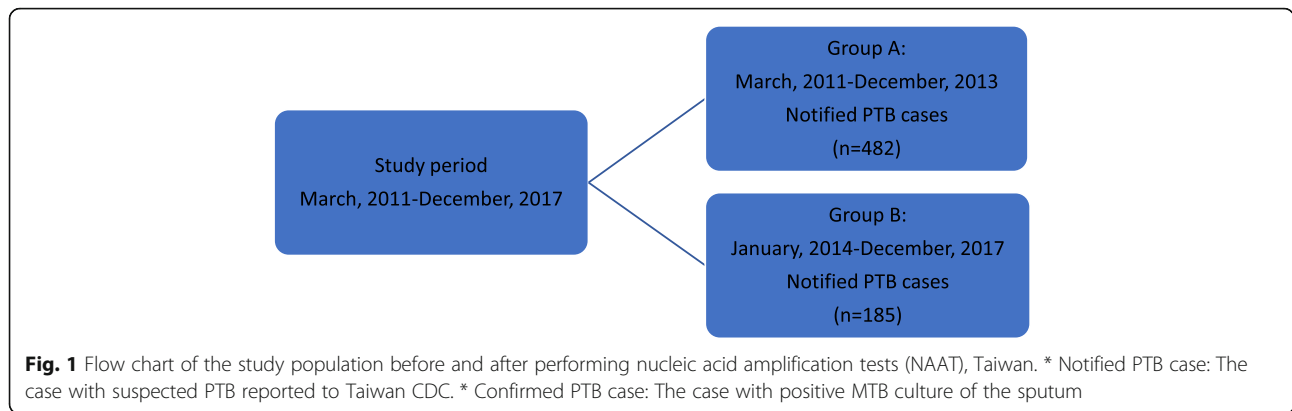 Study period
March, 2011-December, 2017
Group A:
March, 2011-December, 2013
Notified PTB cases
(n=482)
Group B:
January, 2014-December, 2017
Notified PTB cases
(n=185)
Fig. 1 Flow chart of the study population before and after performing nucleic acid amplification tests (NAAT), Taiwan. * Notified PTB case: The
case with suspected PTB reported to Taiwan CDC. * Confirmed PTB case: The case with positive MTB culture of the sputum